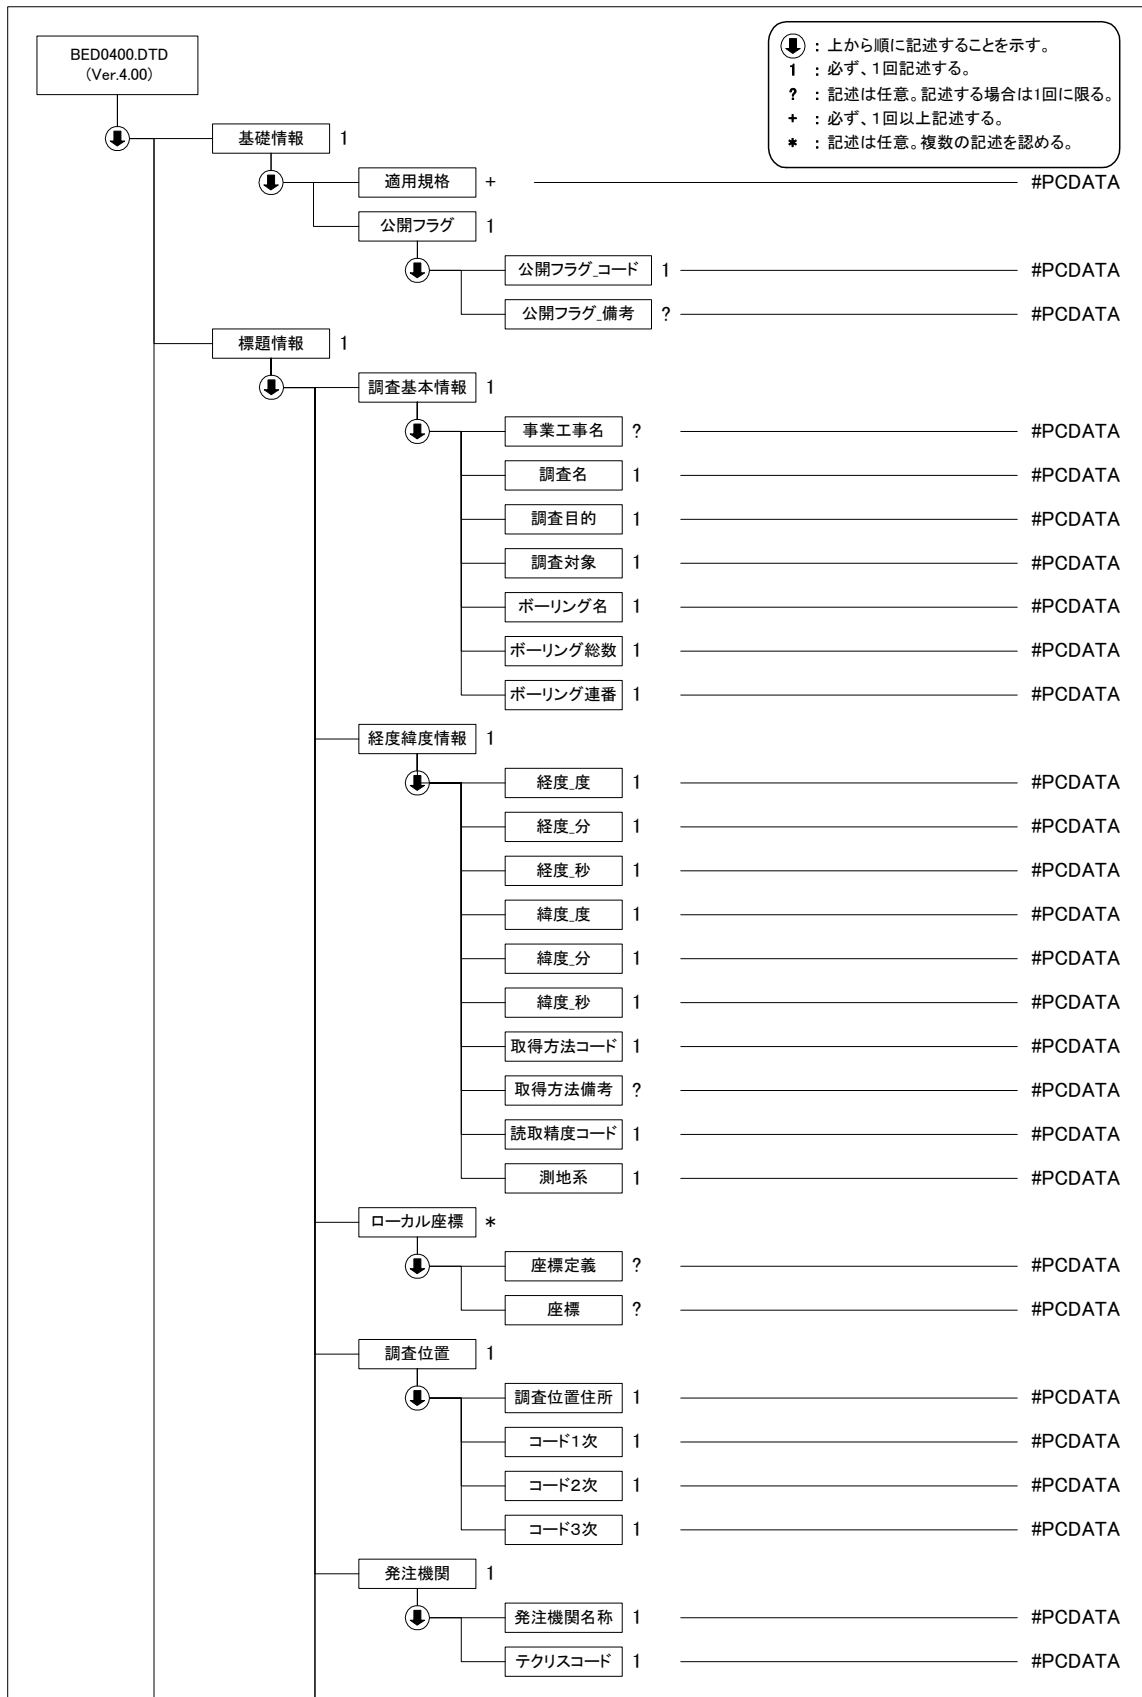 BED0400.DTD
(Ver.4.00)
：上から順に記述することを示す。
1 ：必ず、1回記述する。
? ：記述は任意。記述する場合は1回に限る。
+ ：必ず、1回以上記述する。
* ：記述は任意。複数の記述を認める。
基礎情報 1
適用規格 + #PCDATA
公開フラグ 1
公開フラグ_コード 1 #PCDATA
公開フラグ_備考 ? #PCDATA
標題情報 1
調査基本情報 1
事業工事名 ? #PCDATA
調査名 1 #PCDATA
調査目的 1 #PCDATA
調査対象 1 #PCDATA
ボーリング名 1 #PCDATA
ボーリング総数 1 #PCDATA
ボーリング連番 1 #PCDATA
経度緯度情報 1
経度_度 1 #PCDATA
経度_分 1 #PCDATA
経度_秒 1 #PCDATA
緯度_度 1 #PCDATA
緯度_分 1 #PCDATA
緯度_秒 1 #PCDATA
取得方法コード 1 #PCDATA
取得方法備考 ? #PCDATA
読取精度コード 1 #PCDATA
測地系 1 #PCDATA
ローカル座標 *
座標定義 ? #PCDATA
座標 ? #PCDATA
調査位置 1
調査位置住所 1 #PCDATA
コード1次 1 #PCDATA
コード2次 1 #PCDATA
コード3次 1 #PCDATA
発注機関 1
発注機関名称 1 #PCDATA
テクリスコード 1 #PCDATA